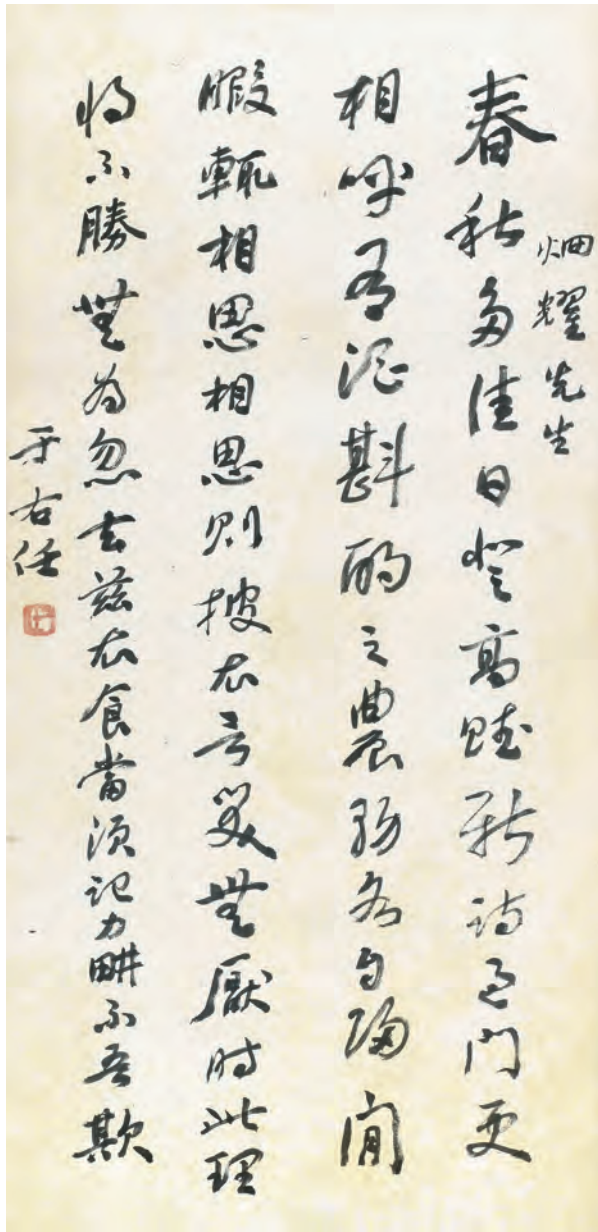 耀先生
春秋多佳日登高賦新詩過門更
相呼有酒斟酌之農務各自歸閒
暇輒相思相思則披衣言笑無厭時此理
將不勝無為忽去茲衣食當須記力畊不吾欺
于右任